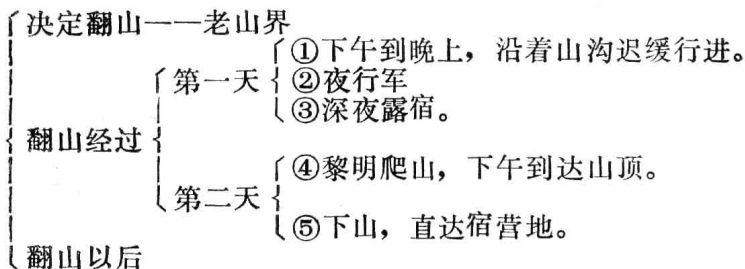 决定翻山——老山界
①下午到晚上，沿着山沟迟缓行进。
第一天
②夜行军
③深夜露宿。
翻山经过
④黎明爬山，下午到达山顶。
第二天
⑤下山，直达宿营地。
翻山以后